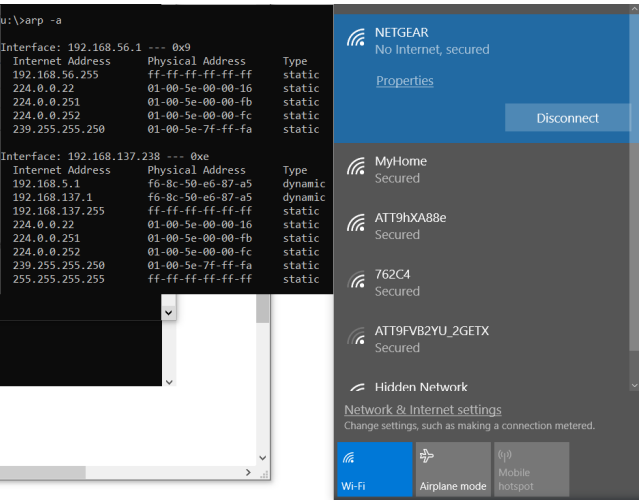 u:\>arp -a
Interface: 192.168.56.1 --- 0x9
Internet Address Physical Address Type
192.168.56.255 ff-ff-ff-ff-ff-ff static
224.0.0.22 01-00-5e-00-00-16 static
224.0.0.251 01-00-5e-00-00-fb static
224.0.0.252 01-00-5e-00-00-fc static
239.255.255.250 01-00-5e-7f-ff-fa static
Interface: 192.168.137.238 --- 0xe
Internet Address Physical Address Type
192.168.5.1 f6-8c-50-e6-87-a5 dynamic
192.168.137.1 f6-8c-50-e6-87-a5 dynamic
192.168.137.255 ff-ff-ff-ff-ff-ff static
224.0.0.22 01-00-5e-00-00-16 static
224.0.0.251 01-00-5e-00-00-fb static
224.0.0.252 01-00-5e-00-00-fc static
239.255.255.250 01-00-5e-7f-ff-fa static
255.255.255.255 ff-ff-ff-ff-ff-ff static
NETGEAR
No Internet, secured
Properties
Disconnect
MyHome
Secured
ATT9hXA88e
Secured
762C4
Secured
ATT9FVB2YU_2GETX
Secured
Hidden Network
Network & Internet settings
Change settings, such as making a connection metered.
Wi-Fi
Airplane mode
Mobile
hotspot